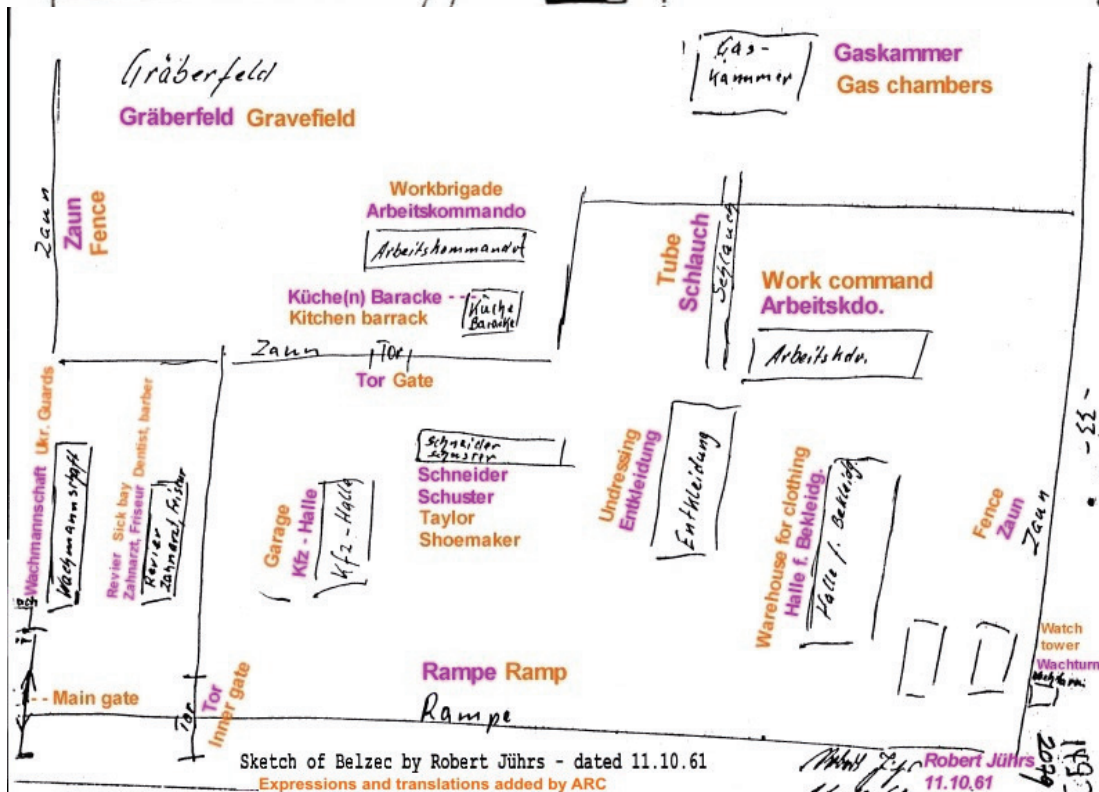 Gräberfeld
Gräberfeld Gravefield
Gas-
Kammer
Gaskammer
Gas chambers
Zaun
Zaun
Fence
Workbrigade
Arbeitskommando
Arbeitskommando
Küche(n) Baracke
Kitchen barrack
Küche
Baracke
Zaun
Tor
Tor Gate
Tube
Schlauch
Schlauch
Work command
Arbeitskdo.
Arbeitskdo.
Wachmannschaft Ukr. Guards
Wachmannschaft
Revier Sick bay
Zahnarzt, Friseur Dentist, barber
Revier
Zahnarzt, Friseur
Garage
Kfz - Halle
Kfz-Halle
Schneider
Schuster
Schneider
Schuster
Taylor
Shoemaker
Undressing
Entkleidung
Entkleidung
Warehouse for clothing
Halle f. Bekleidg.
Halle f. Bekleidg.
Fence
Zaun
Zaun
- 33 -
Watch
tower
Wachturm
Main gate
Tor
Tor
Inner gate
Rampe Ramp
Rampe
Sketch of Belzec by Robert Jührs - dated 11.10.61
Expressions and translations added by ARC
Robert Jührs
11.10.61
2079